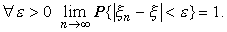 ∀ ε > 0 lim_{n→∞} P{|ξ_n − ξ| < ε} = 1.